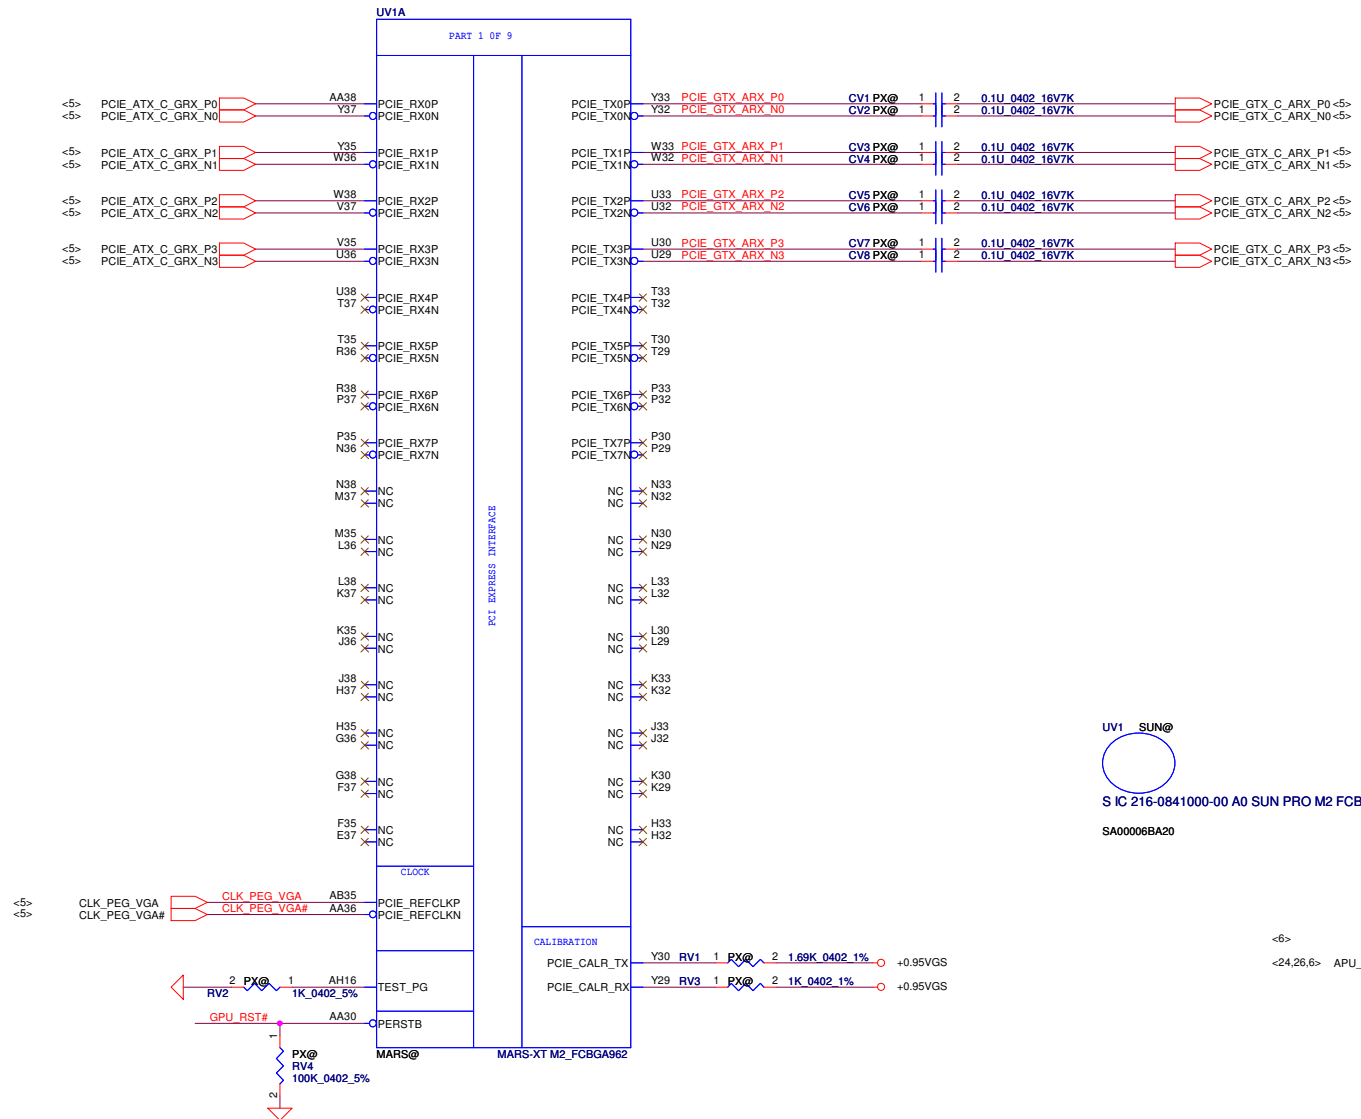 UV1A
PART 1 0F 9
<5> PCIE_ATX_C_GRX_P0 AA38 PCIE_RX0P PCIE_TX0P Y33 PCIE_GTX_ARX_P0 CV1 PX@ 1 2 0.1U_0402_16V7K PCIE_GTX_C_ARX_P0 <5>
<5> PCIE_ATX_C_GRX_N0 Y37 PCIE_RX0N PCIE_TX0N Y32 PCIE_GTX_ARX_N0 CV2 PX@ 1 2 0.1U_0402_16V7K PCIE_GTX_C_ARX_N0 <5>
<5> PCIE_ATX_C_GRX_P1 Y35 PCIE_RX1P PCIE_TX1P W33 PCIE_GTX_ARX_P1 CV3 PX@ 1 2 0.1U_0402_16V7K PCIE_GTX_C_ARX_P1 <5>
<5> PCIE_ATX_C_GRX_N1 W36 PCIE_RX1N PCIE_TX1N W32 PCIE_GTX_ARX_N1 CV4 PX@ 1 2 0.1U_0402_16V7K PCIE_GTX_C_ARX_N1 <5>
<5> PCIE_ATX_C_GRX_P2 W38 PCIE_RX2P PCIE_TX2P U33 PCIE_GTX_ARX_P2 CV5 PX@ 1 2 0.1U_0402_16V7K PCIE_GTX_C_ARX_P2 <5>
<5> PCIE_ATX_C_GRX_N2 V37 PCIE_RX2N PCIE_TX2N U32 PCIE_GTX_ARX_N2 CV6 PX@ 1 2 0.1U_0402_16V7K PCIE_GTX_C_ARX_N2 <5>
<5> PCIE_ATX_C_GRX_P3 V35 PCIE_RX3P PCIE_TX3P U30 PCIE_GTX_ARX_P3 CV7 PX@ 1 2 0.1U_0402_16V7K PCIE_GTX_C_ARX_P3 <5>
<5> PCIE_ATX_C_GRX_N3 U36 PCIE_RX3N PCIE_TX3N U29 PCIE_GTX_ARX_N3 CV8 PX@ 1 2 0.1U_0402_16V7K PCIE_GTX_C_ARX_N3 <5>
U38 PCIE_RX4P PCIE_TX4P T33
T37 PCIE_RX4N PCIE_TX4N T32
T35 PCIE_RX5P PCIE_TX5P T30
R36 PCIE_RX5N PCIE_TX5N T29
R38 PCIE_RX6P PCIE_TX6P P33
P37 PCIE_RX6N PCIE_TX6N P32
P35 PCIE_RX7P PCIE_TX7P P30
N36 PCIE_RX7N PCIE_TX7N P29
N38 NC NC N33
M37 NC NC N32
PCI EXPRESS INTERFACE
M35 NC NC N30
L36 NC NC N29
L38 NC NC L33
K37 NC NC L32
K35 NC NC L30
J36 NC NC L29
J38 NC NC K33
H37 NC NC K32
H35 NC NC J33
G36 NC NC J32
UV1 SUN@
G38 NC NC K30
F37 NC NC K29
S IC 216-0841000-00 A0 SUN PRO M2 FCB
F35 NC NC H33
E37 NC NC H32
SA00006BA20
CLOCK
<5> CLK_PEG_VGA CLK_PEG_VGA AB35 PCIE_REFCLKP
<5> CLK_PEG_VGA# CLK_PEG_VGA# AA36 PCIE_REFCLKN
CALIBRATION
<6>
PCIE_CALR_TX Y30 RV1 1 PX@ 2 1.69K_0402_1% +0.95VGS
<24,26,6> APU_
2 PX@ 1 AH16 TEST_PG PCIE_CALR_RX Y29 RV3 1 PX@ 2 1K_0402_1% +0.95VGS
RV2 1K_0402_5%
GPU_RST# AA30 PERSTB
1
PX@
MARS@ MARS-XT M2_FCBGA962
RV4
100K_0402_5%
2